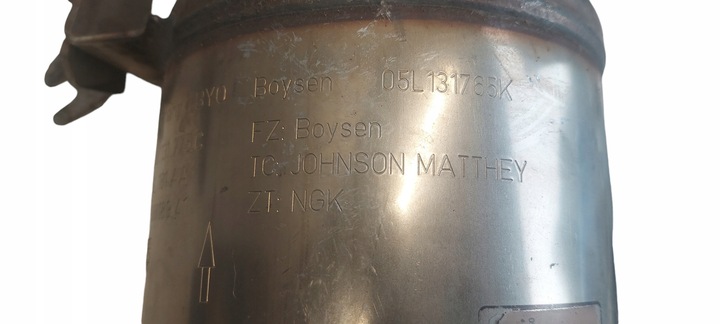 Boysen 05L131765K
FZ: Boysen
TC: JOHNSON MATTHEY
ZT: NGK